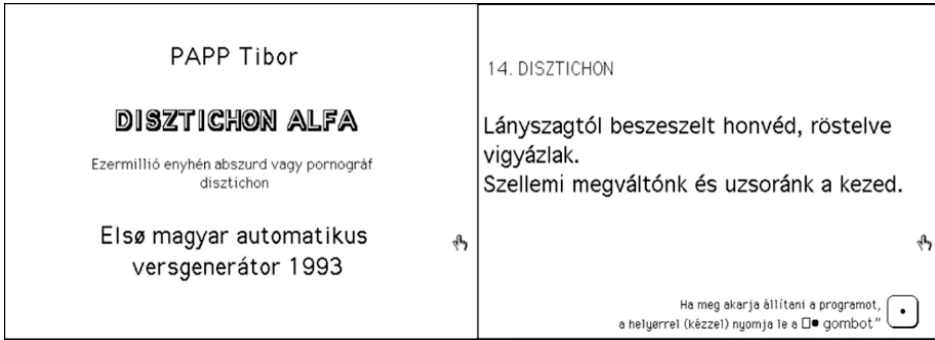 PAPP Tibor
DISZTICHON ALFA
Ezermillió enyhén abszurd vagy pornográf
disztichon
Elsø magyar automatikus
versgenerátor 1993
14. DISZTICHON
Lányszagtól beszeszelt honvéd, röstelve
vigyázlak.
Szellemi megváltónk és uzsoránk a kezed.
Ha meg akarja állítani a programot,
a helyørrel (kézzel) nyomja le a □● gombot"